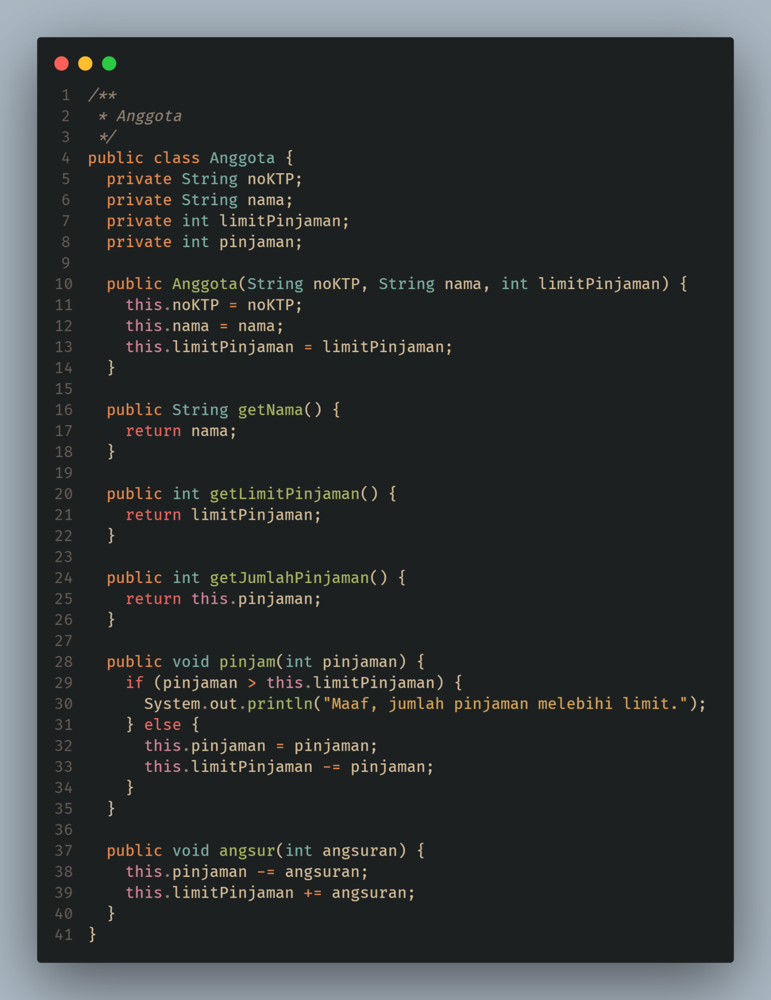 1 /**
2  * Anggota
3  */
4 public class Anggota {
5   private String noKTP;
6   private String nama;
7   private int limitPinjaman;
8   private int pinjaman;
9
10   public Anggota(String noKTP, String nama, int limitPinjaman) {
11     this.noKTP = noKTP;
12     this.nama = nama;
13     this.limitPinjaman = limitPinjaman;
14   }
15
16   public String getNama() {
17     return nama;
18   }
19
20   public int getLimitPinjaman() {
21     return limitPinjaman;
22   }
23
24   public int getJumlahPinjaman() {
25     return this.pinjaman;
26   }
27
28   public void pinjam(int pinjaman) {
29     if (pinjaman > this.limitPinjaman) {
30       System.out.println("Maaf, jumlah pinjaman melebihi limit.");
31     } else {
32       this.pinjaman = pinjaman;
33       this.limitPinjaman -= pinjaman;
34     }
35   }
36
37   public void angsur(int angsuran) {
38     this.pinjaman -= angsuran;
39     this.limitPinjaman += angsuran;
40   }
41 }